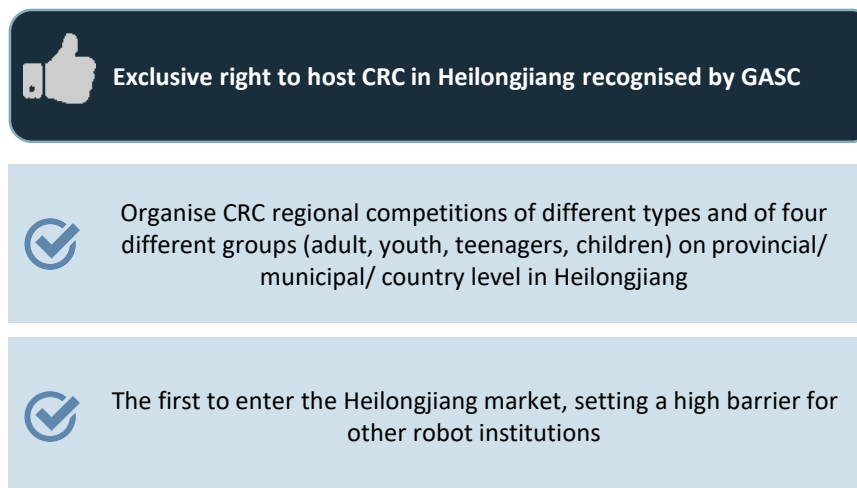 Exclusive right to host CRC in Heilongjiang recognised by GASC
Organise CRC regional competitions of different types and of four
different groups (adult, youth, teenagers, children) on provincial/
municipal/ country level in Heilongjiang
The first to enter the Heilongjiang market, setting a high barrier for
other robot institutions